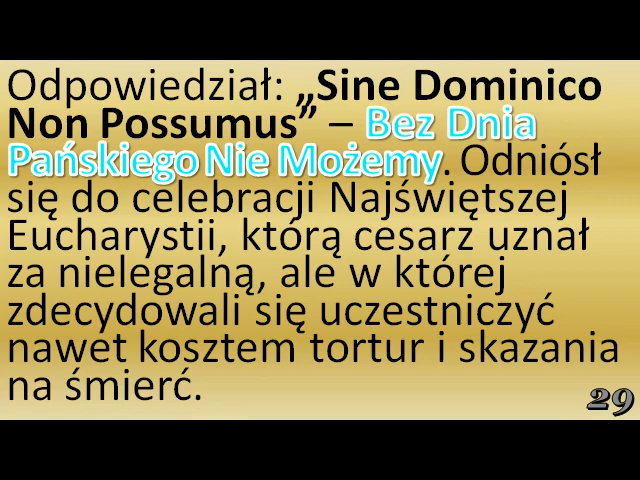 Odpowiedział: „Sine Dominico
Non Possumus” – Bez Dnia
Pańskiego Nie Możemy. Odniósł
się do celebracji Najświętszej
Eucharystii, którą cesarz uznał
za nielegalną, ale w której
zdecydowali się uczestniczyć
nawet kosztem tortur i skazania
na śmierć.
29